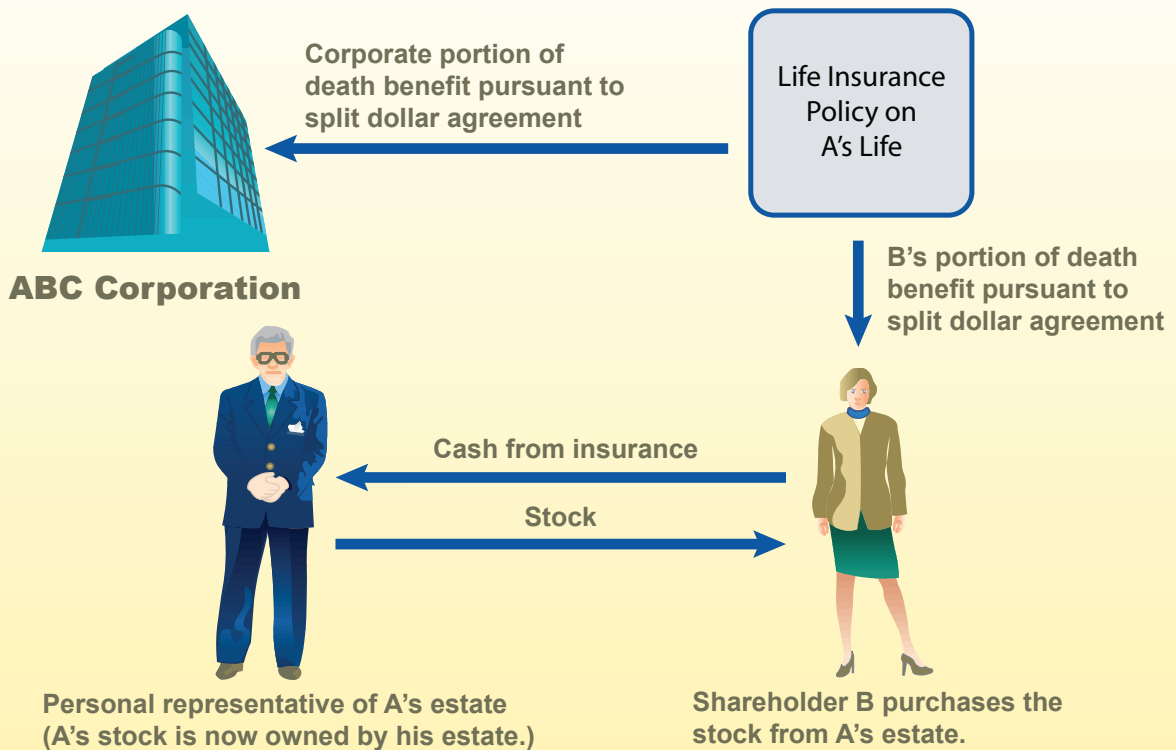 Corporate portion of
death benefit pursuant to
split dollar agreement
Life Insurance
Policy on
A's Life
ABC Corporation
B's portion of death
benefit pursuant to
split dollar agreement
Cash from insurance
Stock
Personal representative of A's estate
(A's stock is now owned by his estate.)
Shareholder B purchases the
stock from A's estate.